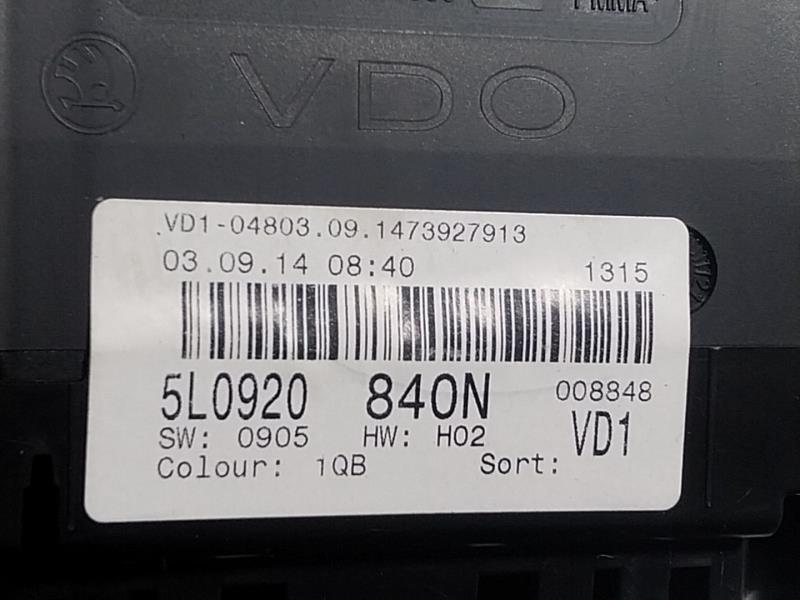 PMMA
VDO
VD1-04803.09.1473927913
03.09.14 08:40 1315
5L0920 840N 008848
SW: 0905 HW: H02 VD1
Colour: 1QB Sort: